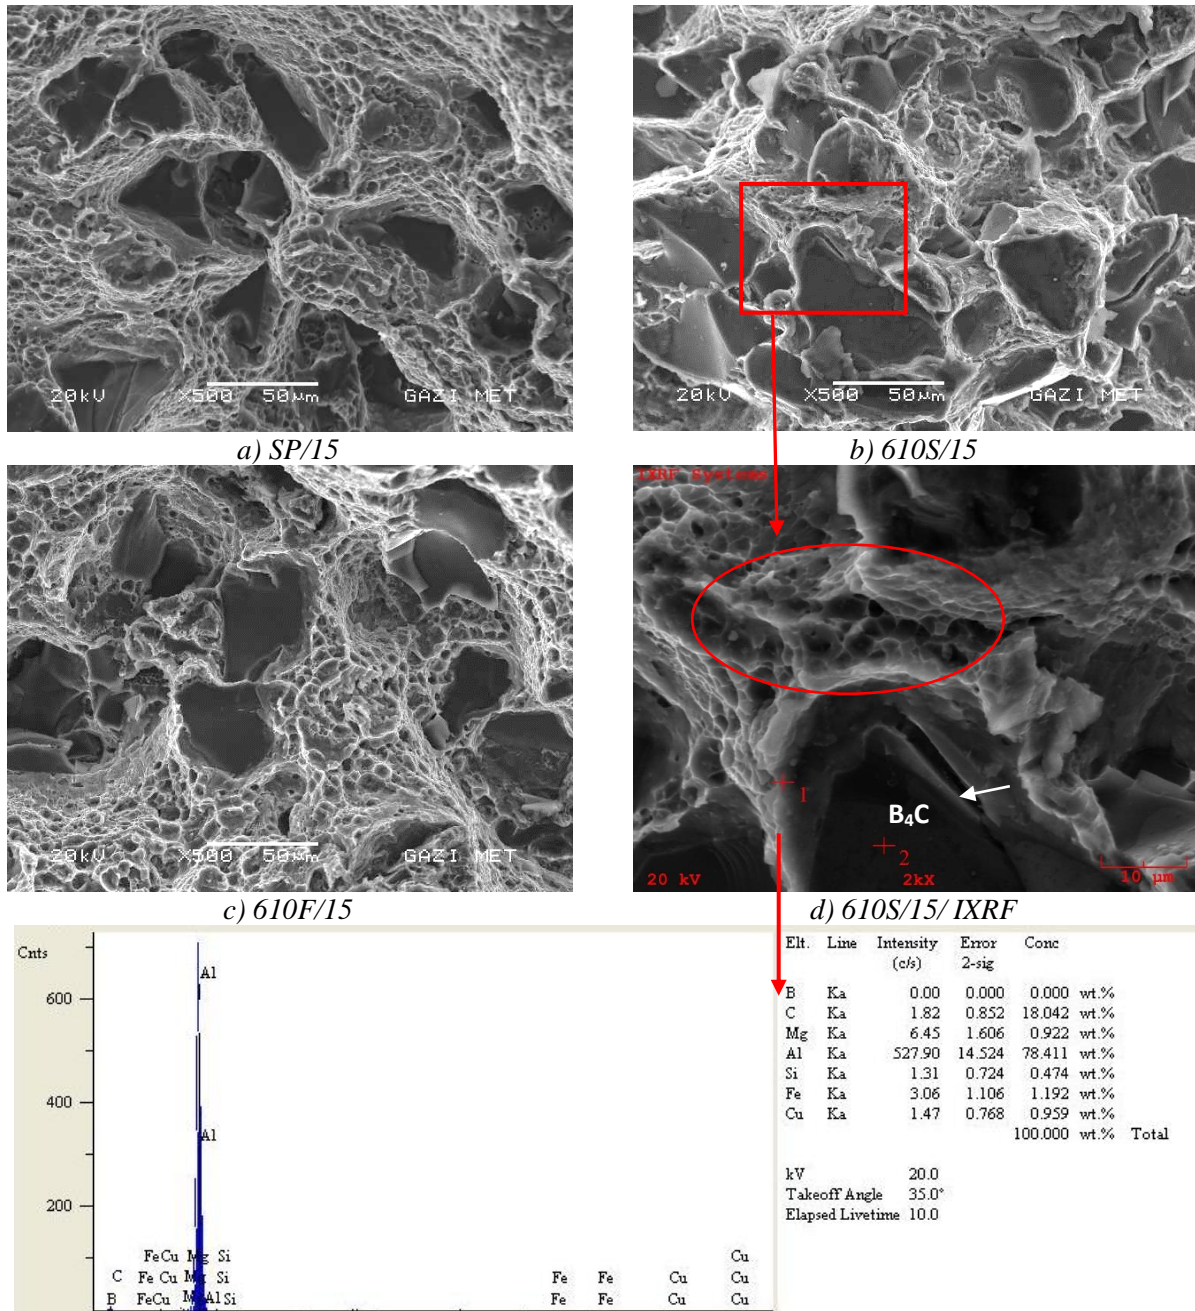 20kV X500 50μm GAZI MET
a) SP/15
20kV X500 50μm GAZI MET
b) 610S/15
20kV X500 50μm GAZI MET
c) 610F/15
IXRF Systems
1
B₄C
2
20 kV 2kX 10 μm
d) 610S/15/ IXRF
Cnts
600
400
200
Al
Al
Fe Cu Mg Si Cu
C Fe Cu Mg Si Fe Fe Cu Cu
B Fe Cu Mg Al Si Fe Fe Cu Cu
Elt. Line Intensity Error Conc
(c/s) 2-sig
B Ka 0.00 0.000 0.000 wt.%
C Ka 1.82 0.852 18.042 wt.%
Mg Ka 6.45 1.606 0.922 wt.%
Al Ka 527.90 14.524 78.411 wt.%
Si Ka 1.31 0.724 0.474 wt.%
Fe Ka 3.06 1.106 1.192 wt.%
Cu Ka 1.47 0.768 0.959 wt.%
100.000 wt.% Total
kV 20.0
Takeoff Angle 35.0°
Elapsed Livetime 10.0